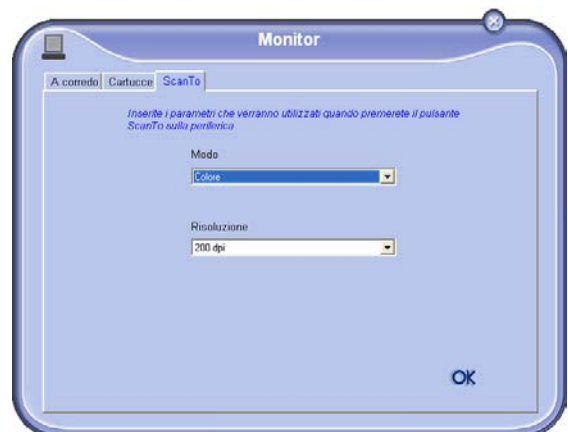 Monitor
A corredo Cartucce ScanTo
Inserite i parametri che verranno utilizzati quando premerete il pulsante
ScanTo sulla periferica
Modo
Colore
Risoluzione
200 dpi
OK